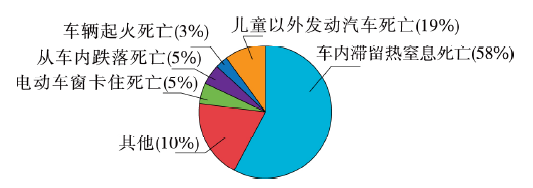 车辆起火死亡(3%)
儿童以外发动汽车死亡(19%)
从车内跌落死亡(5%)
车内滞留热窒息死亡(58%)
电动车窗卡住死亡(5%)
其他(10%)